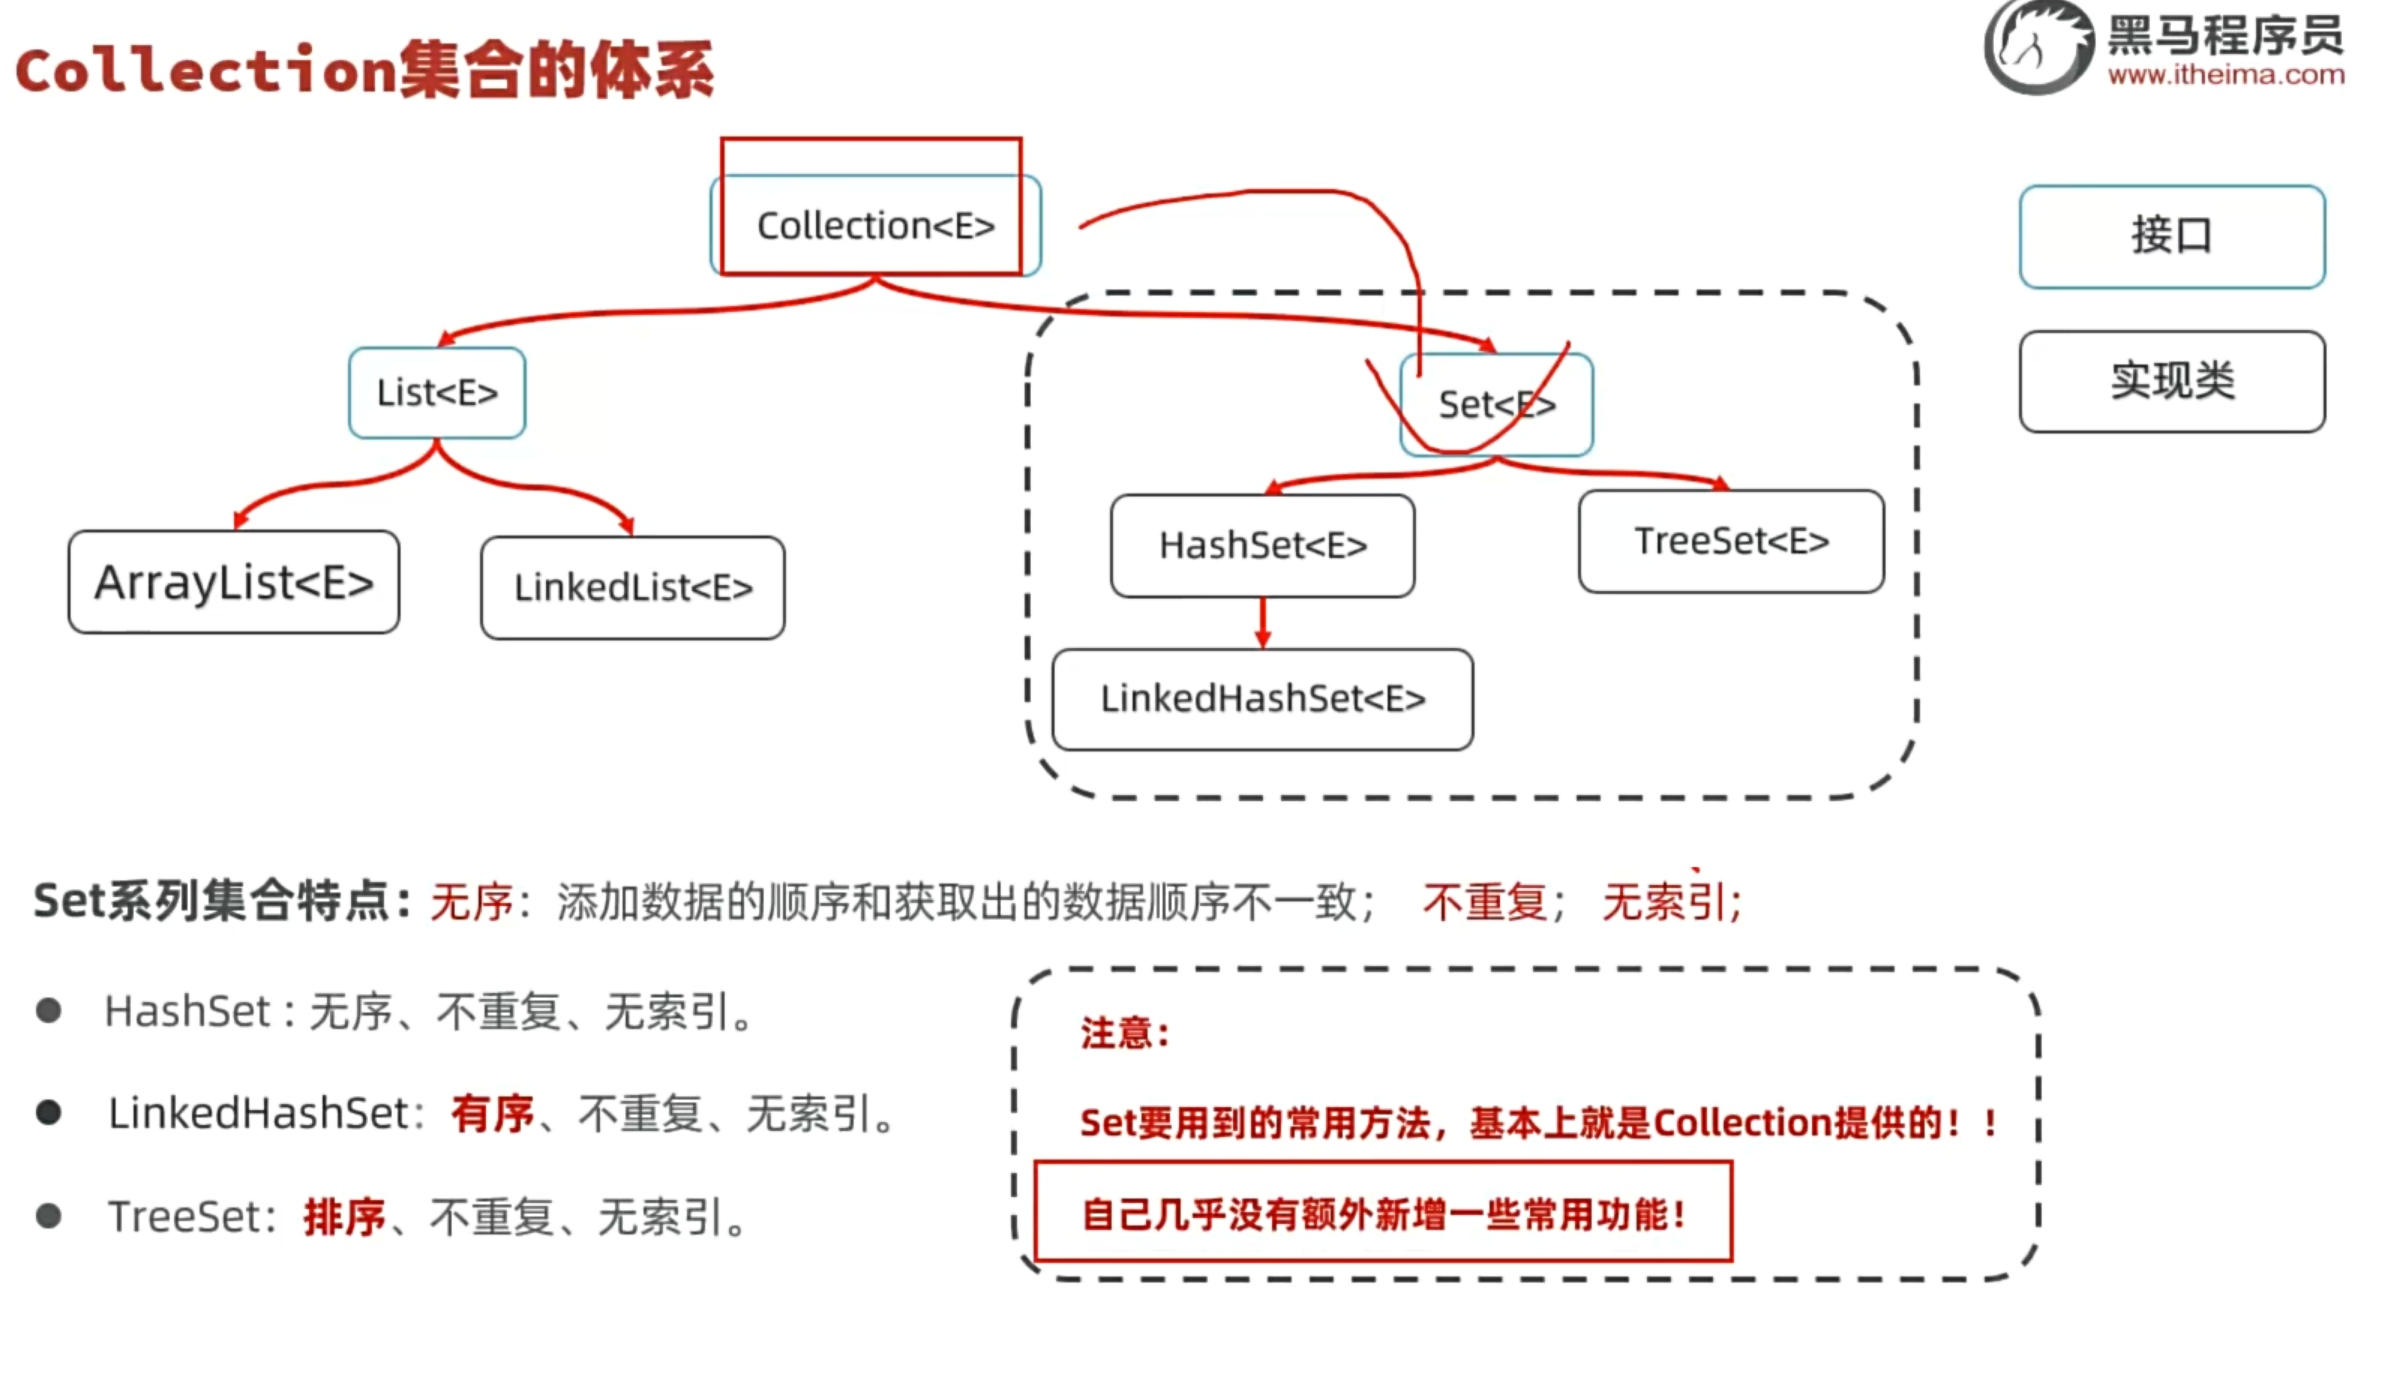 Collection集合的体系
黑马程序员
www.itheima.com
Collection<E>
接口
List<E>
Set<E>
实现类
ArrayList<E>
LinkedList<E>
HashSet<E>
TreeSet<E>
LinkedHashSet<E>
Set系列集合特点：无序：添加数据的顺序和获取出的数据顺序不一致； 不重复； 无索引；
HashSet : 无序、不重复、无索引。
LinkedHashSet：有序、不重复、无索引。
TreeSet：排序、不重复、无索引。
注意：
Set要用到的常用方法，基本上就是Collection提供的！！
自己几乎没有额外新增一些常用功能！